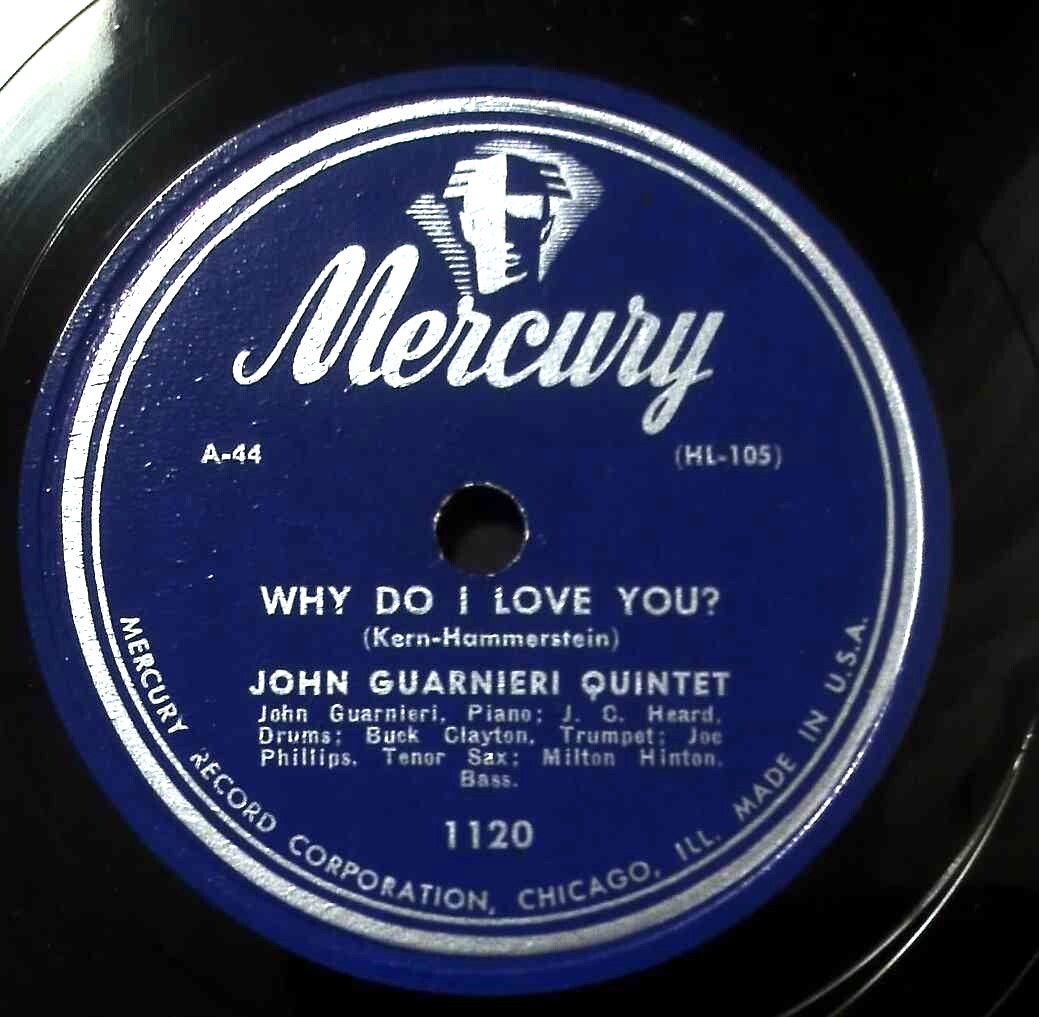 Mercury
A-44
(HL-105)
WHY DO I LOVE YOU?
(Kern-Hammerstein)
JOHN GUARNIERI QUINTET
John Guarnieri, Piano; J. C. Heard,
Drums; Buck Clayton, Trumpet; Joe
Phillips, Tenor Sax; Milton Hinton,
Bass.
1120
MERCURY RECORD CORPORATION, CHICAGO, ILL. MADE IN U.S.A.